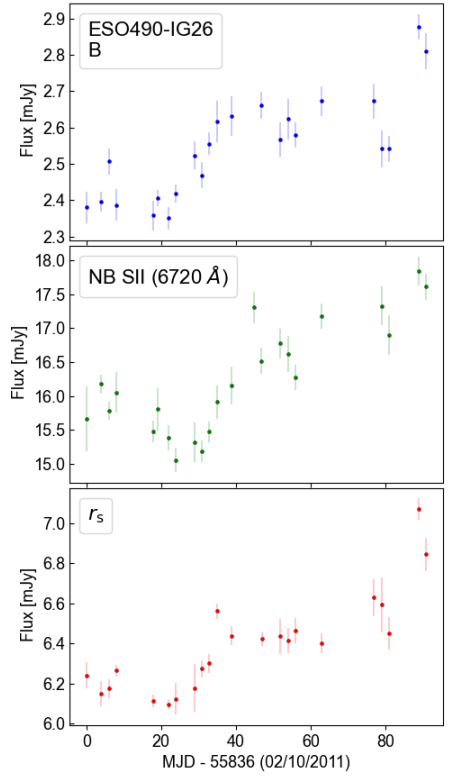 ESO490-IG26
B
Flux [mJy]
2.9
2.8
2.7
2.6
2.5
2.4
2.3
NB SII (6720 Å)
Flux [mJy]
18.0
17.5
17.0
16.5
16.0
15.5
15.0
rs
Flux [mJy]
7.0
6.8
6.6
6.4
6.2
6.0
0 20 40 60 80
MJD - 55836 (02/10/2011)